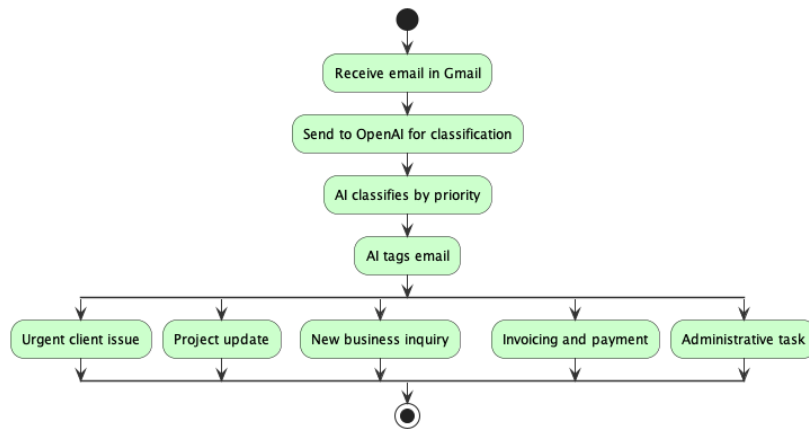 Receive email in Gmail
Send to OpenAI for classification
AI classifies by priority
AI tags email
Urgent client issue
Project update
New business inquiry
Invoicing and payment
Administrative task